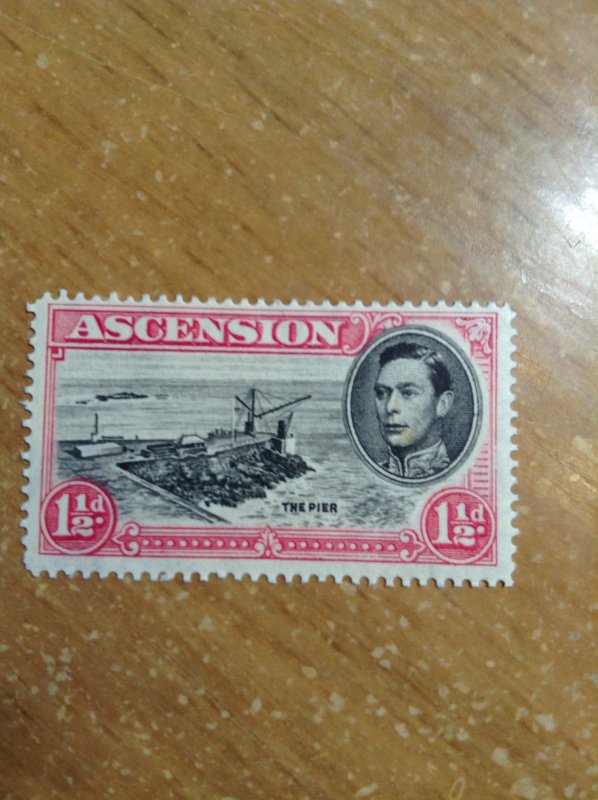 ASCENSION
THE PIER
1½d.
1½d.